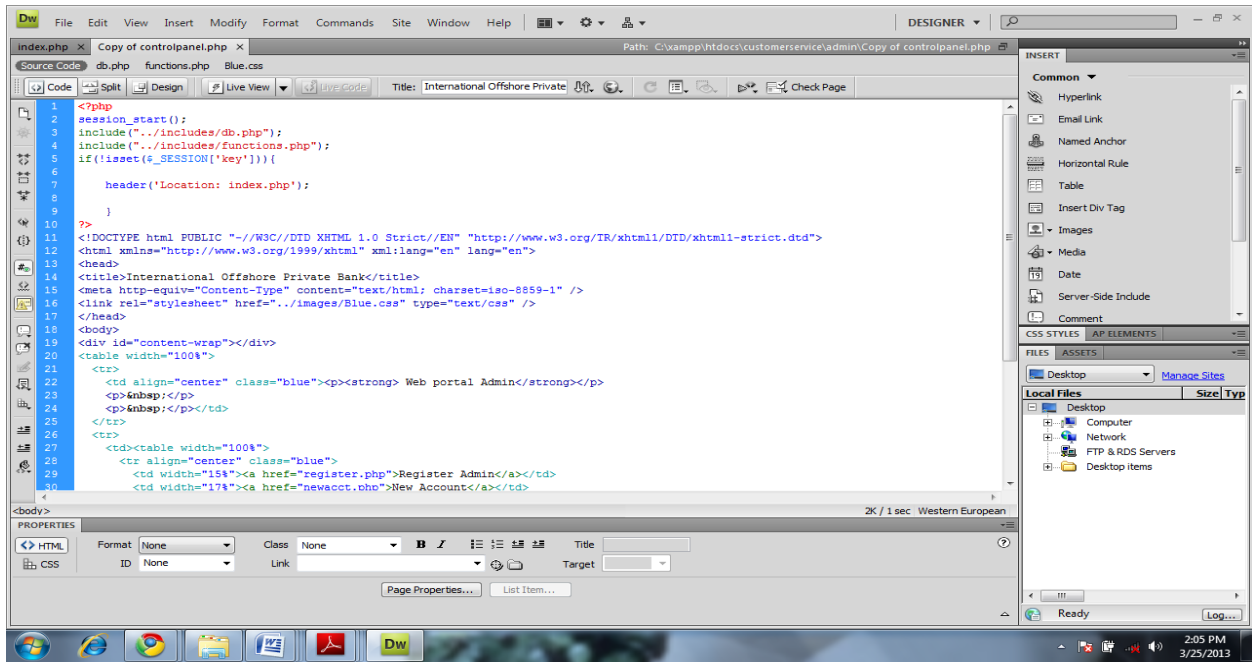 Dw File Edit View Insert Modify Format Commands Site Window Help DESIGNER
index.php × Copy of controlpanel.php × Path: C:\xampp\htdocs\customerservice\admin\Copy of controlpanel.php
Source Code db.php functions.php Blue.css
Code Split Design Live View Live Code Title: International Offshore Private Check Page
1 <?php
2 session_start();
3 include("../includes/db.php");
4 include("../includes/functions.php");
5 if(!isset($_SESSION['key'])){
6
7 header('Location: index.php');
8
9 }
10 ?>
11 <!DOCTYPE html PUBLIC "-//W3C//DTD XHTML 1.0 Strict//EN" "http://www.w3.org/TR/xhtml1/DTD/xhtml1-strict.dtd">
12 <html xmlns="http://www.w3.org/1999/xhtml" xml:lang="en" lang="en">
13 <head>
14 <title>International Offshore Private Bank</title>
15 <meta http-equiv="Content-Type" content="text/html; charset=iso-8859-1" />
16 <link rel="stylesheet" href="../images/Blue.css" type="text/css" />
17 </head>
18 <body>
19 <div id="content-wrap"></div>
20 <table width="100%">
21 <tr>
22 <td align="center" class="blue"><p><strong> Web portal Admin</strong></p>
23 <p>&nbsp;</p>
24 <p>&nbsp;</p></td>
25 </tr>
26 <tr>
27 <td><table width="100%">
28 <tr align="center" class="blue">
29 <td width="15%"><a href="register.php">Register Admin</a></td>
30 <td width="17%"><a href="newacct.php">New Account</a></td>
<body> 2K / 1 sec Western European
PROPERTIES
HTML Format None Class None B I Title
CSS ID None Link Target
Page Properties... List Item...
INSERT
Common
Hyperlink
Email Link
Named Anchor
Horizontal Rule
Table
Insert Div Tag
Images
Media
19 Date
Server-Side Include
Comment
CSS STYLES AP ELEMENTS
FILES ASSETS
Desktop Manage Sites
Local Files Size Typ
Desktop
Computer
Network
FTP & RDS Servers
Desktop items
Ready Log...
Dw
2:05 PM
3/25/2013